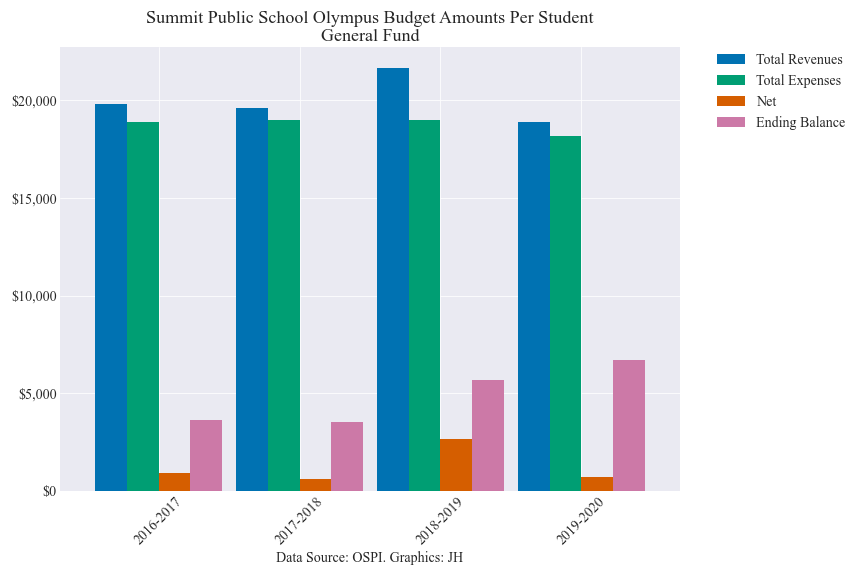 Summit Public School Olympus Budget Amounts Per Student
General Fund
Total Revenues
Total Expenses
Net
Ending Balance
$20,000
$15,000
$10,000
$5,000
$0
2016-2017
2017-2018
2018-2019
2019-2020
Data Source: OSPI. Graphics: JH